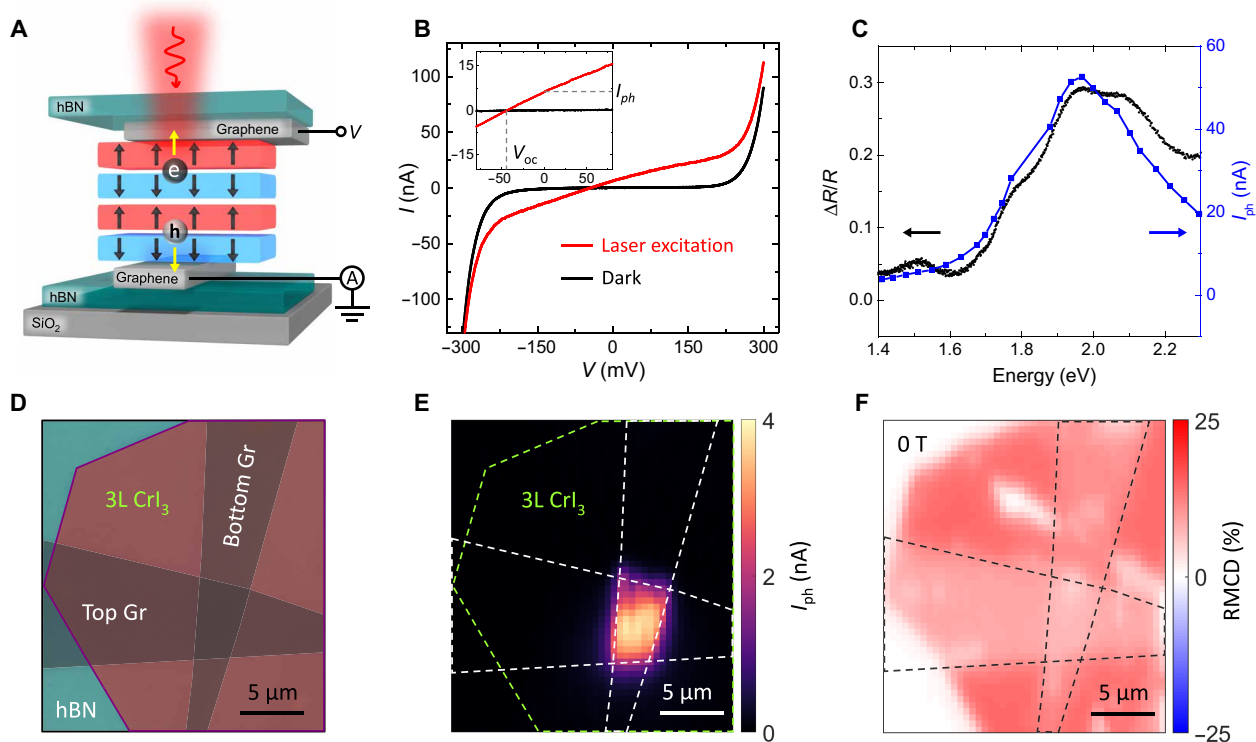 A
hBN
Graphene
V
e
h
Graphene
A
hBN
SiO2
B
I (nA)
100
50
0
−50
−100
−300
−150
0
150
300
V (mV)
15
0
−15
−50
0
50
Iph
Voc
Laser excitation
Dark
C
ΔR/R
0.3
0.2
0.1
0.0
60
40
20
0
Iph (nA)
1.4
1.6
1.8
2.0
2.2
Energy (eV)
D
3L CrI3
Bottom Gr
Top Gr
hBN
5 μm
E
3L CrI3
5 μm
4
2
0
Iph (nA)
F
0 T
5 μm
25
0
−25
RMCD (%)